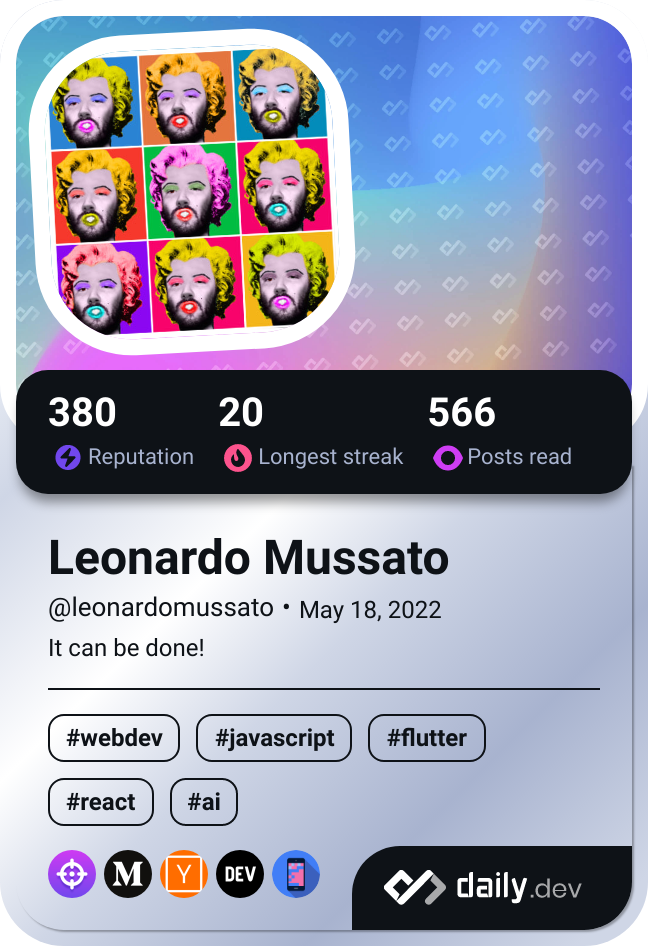 380 20 566
Reputation Longest streak Posts read
Leonardo Mussato
@leonardomussato • May 18, 2022
It can be done!
#webdev #javascript #flutter
#react #ai
M Y DEV
daily.dev